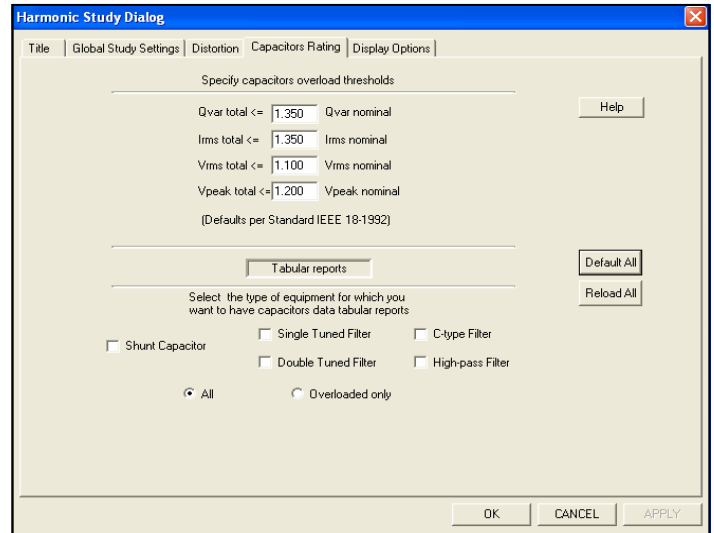 Harmonic Study Dialog
Title Global Study Settings Distortion Capacitors Rating Display Options
Specify capacitors overload thresholds
Qvar total <= 1.350 Qvar nominal
Help
Irms total <= 1.350 Irms nominal
Vrms total <= 1.100 Vrms nominal
Vpeak total <= 1.200 Vpeak nominal
(Defaults per Standard IEEE 18-1992)
Default All
Tabular reports
Reload All
Select the type of equipment for which you
want to have capacitors data tabular reports
Shunt Capacitor
Single Tuned Filter C-type Filter
Double Tuned Filter High-pass Filter
All Overloaded only
OK CANCEL APPLY